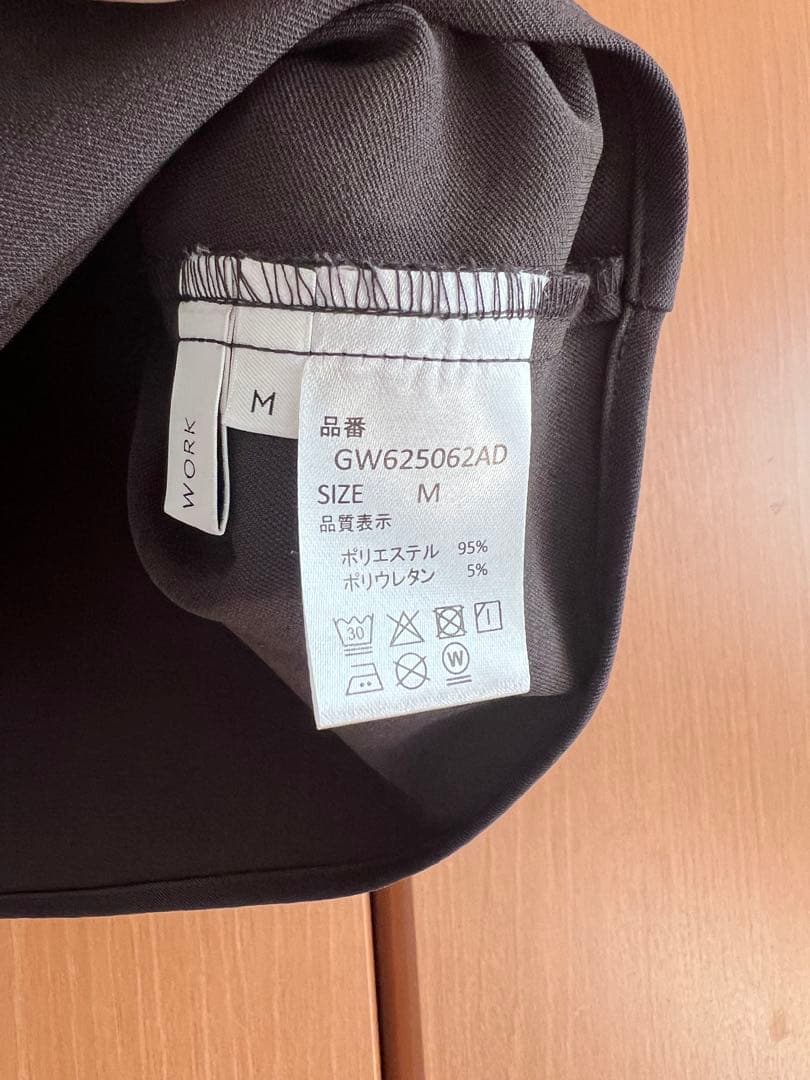 WORK
M
品番
GW625062AD
SIZE M
品質表示
ポリエステル 95%
ポリウレタン 5%
30
W